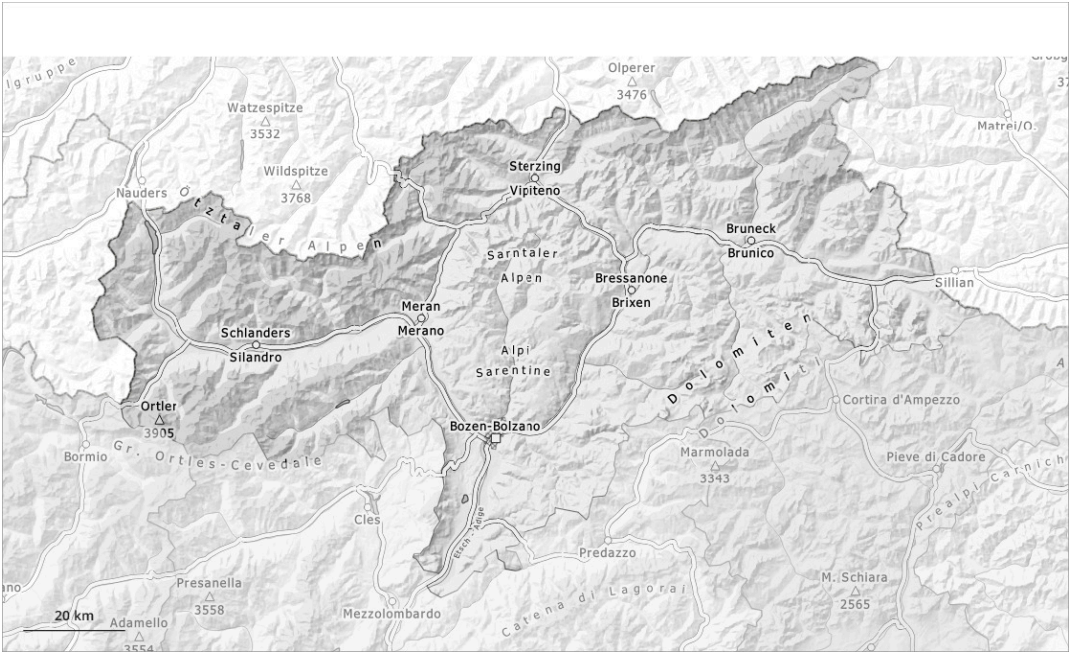 lgruppe
Olperer
3476
Watzespitze
3532
Matrei/O.
Sterzing
Vipiteno
Wildspitze
3768
Nauders
Ötztaler Alpen
Bruneck
Brunico
Sarntaler
Alpen
Bressanone
Brixen
Sillian
Meran
Merano
Schlanders
Silandro
Alpi
Sarentine
Dolomiten
Dolomiti
Ortler
3905
Cortina d'Ampezzo
Bozen-Bolzano
Gr. Ortles-Cevedale
Bormio
Marmolada
3343
Pieve di Cadore
Prealpi Carnich
Cles
Etsch - Adige
Predazzo
Presanella
3558
M. Schiara
2565
ano
Mezzolombardo
Catena di Lagorai
20 km
Adamello
3554